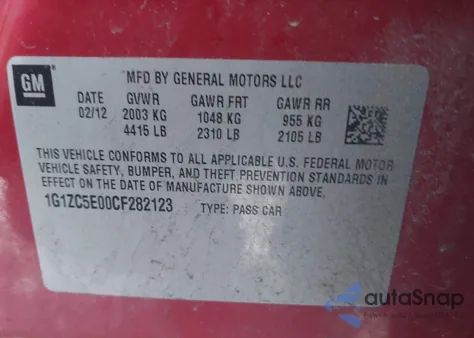 GM
MFD BY GENERAL MOTORS LLC
DATE GVWR GAWR FRT GAWR RR
02/12 2003 KG 1048 KG 955 KG
4415 LB 2310 LB 2105 LB
THIS VEHICLE CONFORMS TO ALL APPLICABLE U.S. FEDERAL MOTOR
VEHICLE SAFETY, BUMPER, AND THEFT PREVENTION STANDARDS IN
EFFECT ON THE DATE OF MANUFACTURE SHOWN ABOVE.
1G1ZC5E00CF282123 TYPE: PASS CAR
autoSnap